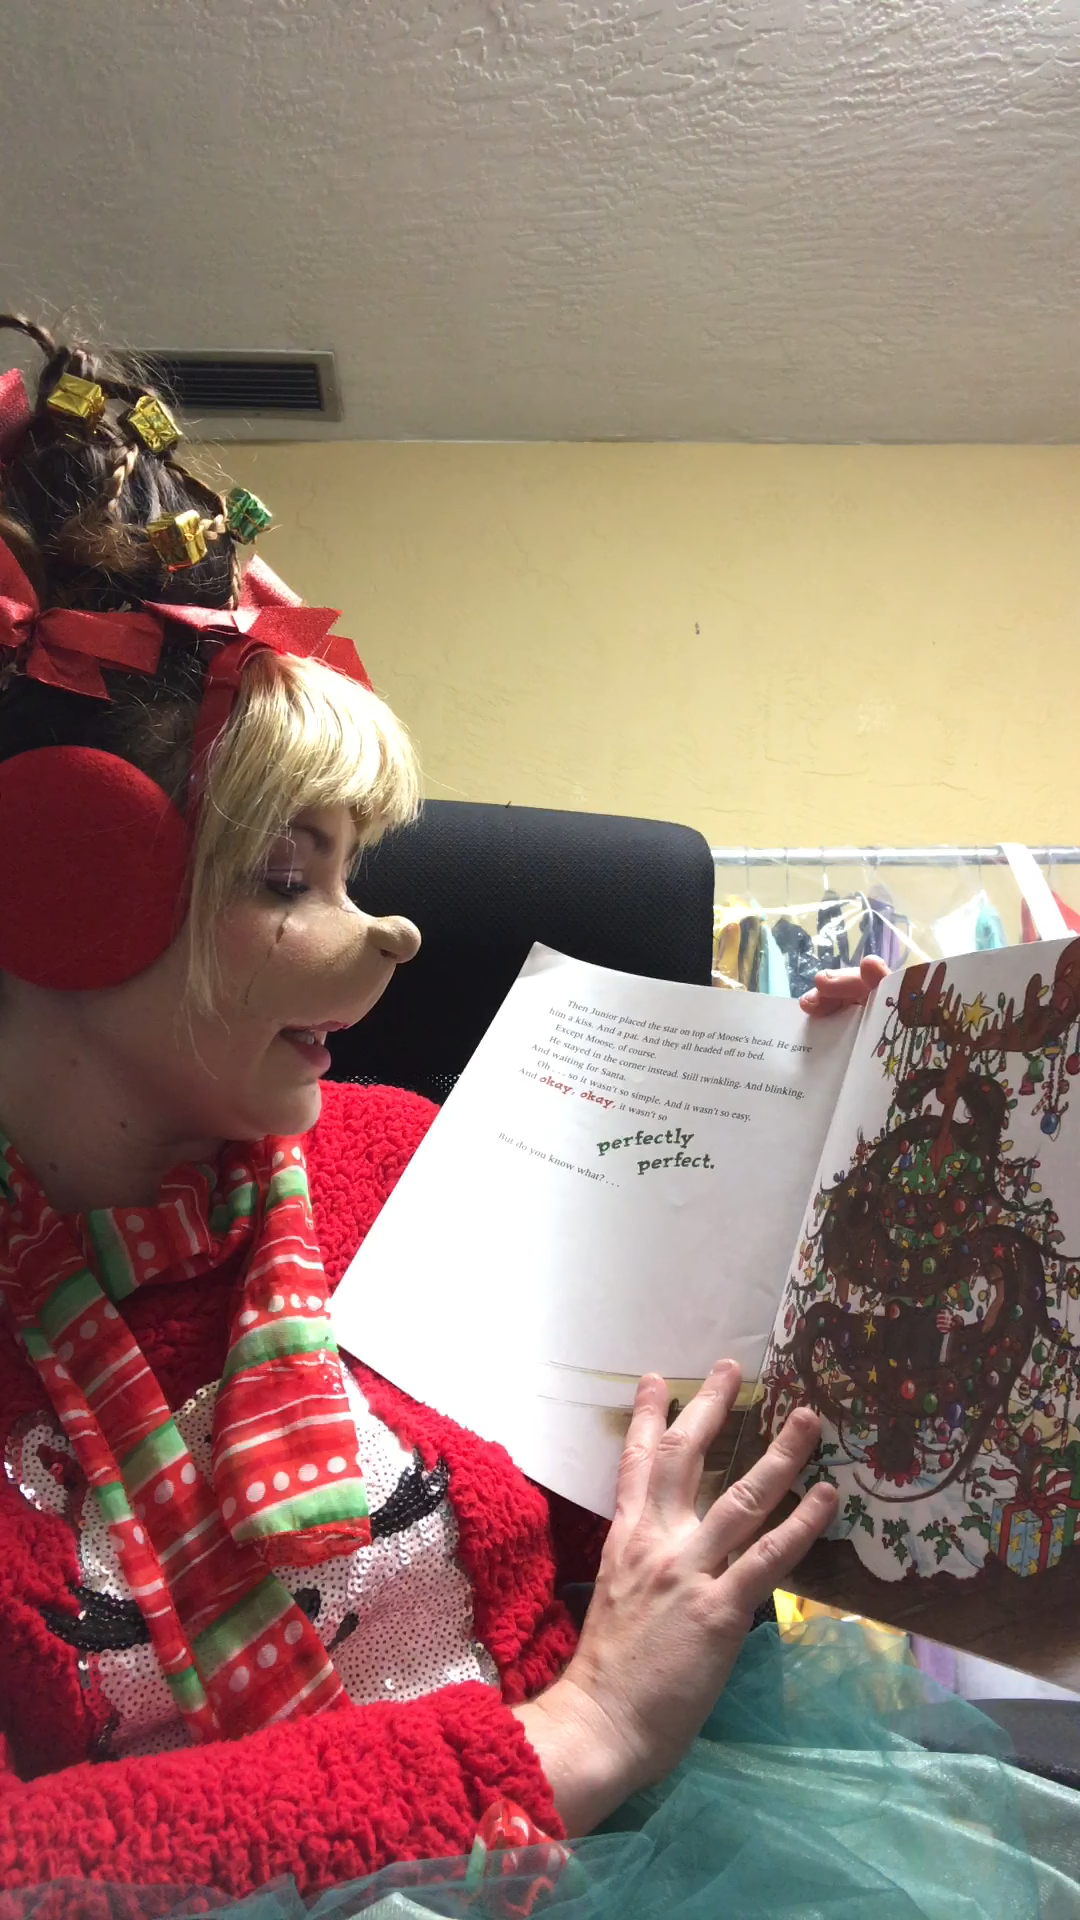 Then Junior placed the star on top of Moose's head. He gave
him a kiss. And a pat. And they all headed off to bed.
Except Moose, of course.
He stayed in the corner instead. Still twinkling. And blinking.
And waiting for Santa.
Oh . . . so it wasn't so simple. And it wasn't so easy.
And okay, okay, it wasn't so
perfectly
perfect.
But do you know what? . . .